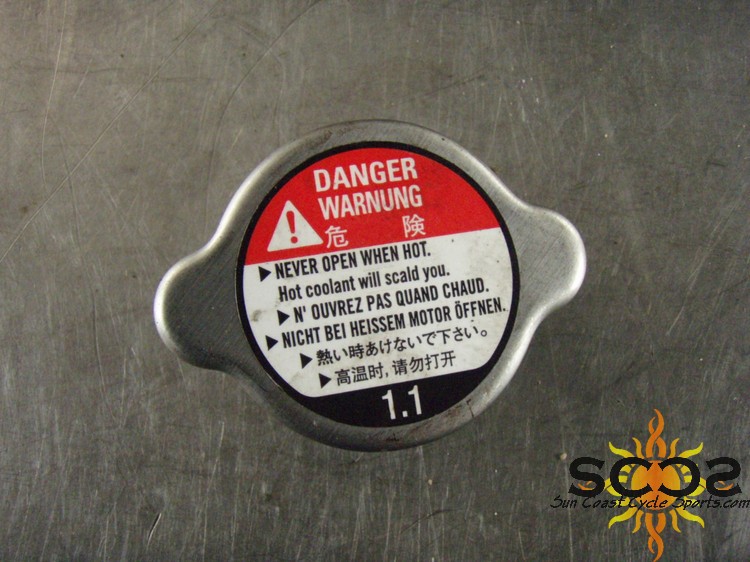 DANGER
WARNUNG
危 険
▶ NEVER OPEN WHEN HOT.
Hot coolant will scald you.
▶ N' OUVREZ PAS QUAND CHAUD.
▶ NICHT BEI HEISSEM MOTOR ÖFFNEN.
▶ 熱い時あけないで下さい。
▶ 高温时,请勿打开
1.1
SCCS
Sun Coast Cycle Sports.com